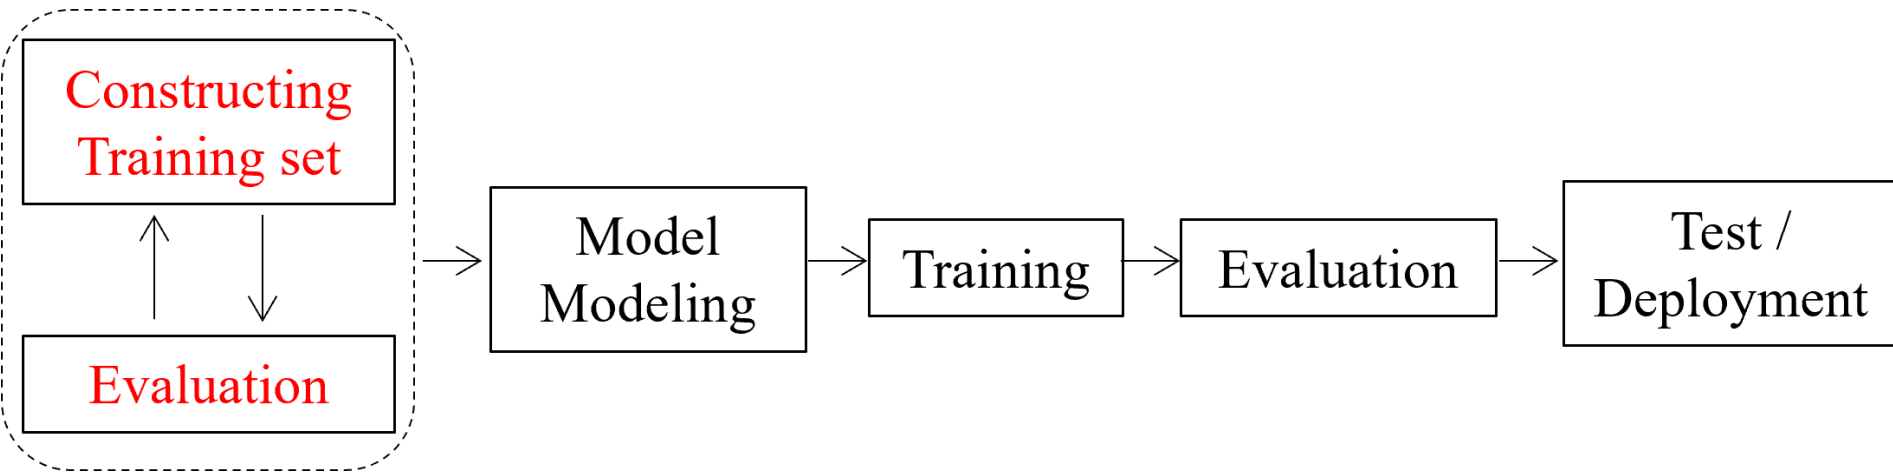 Constructing
Training set
Evaluation
Model
Modeling
Training
Evaluation
Test /
Deployment